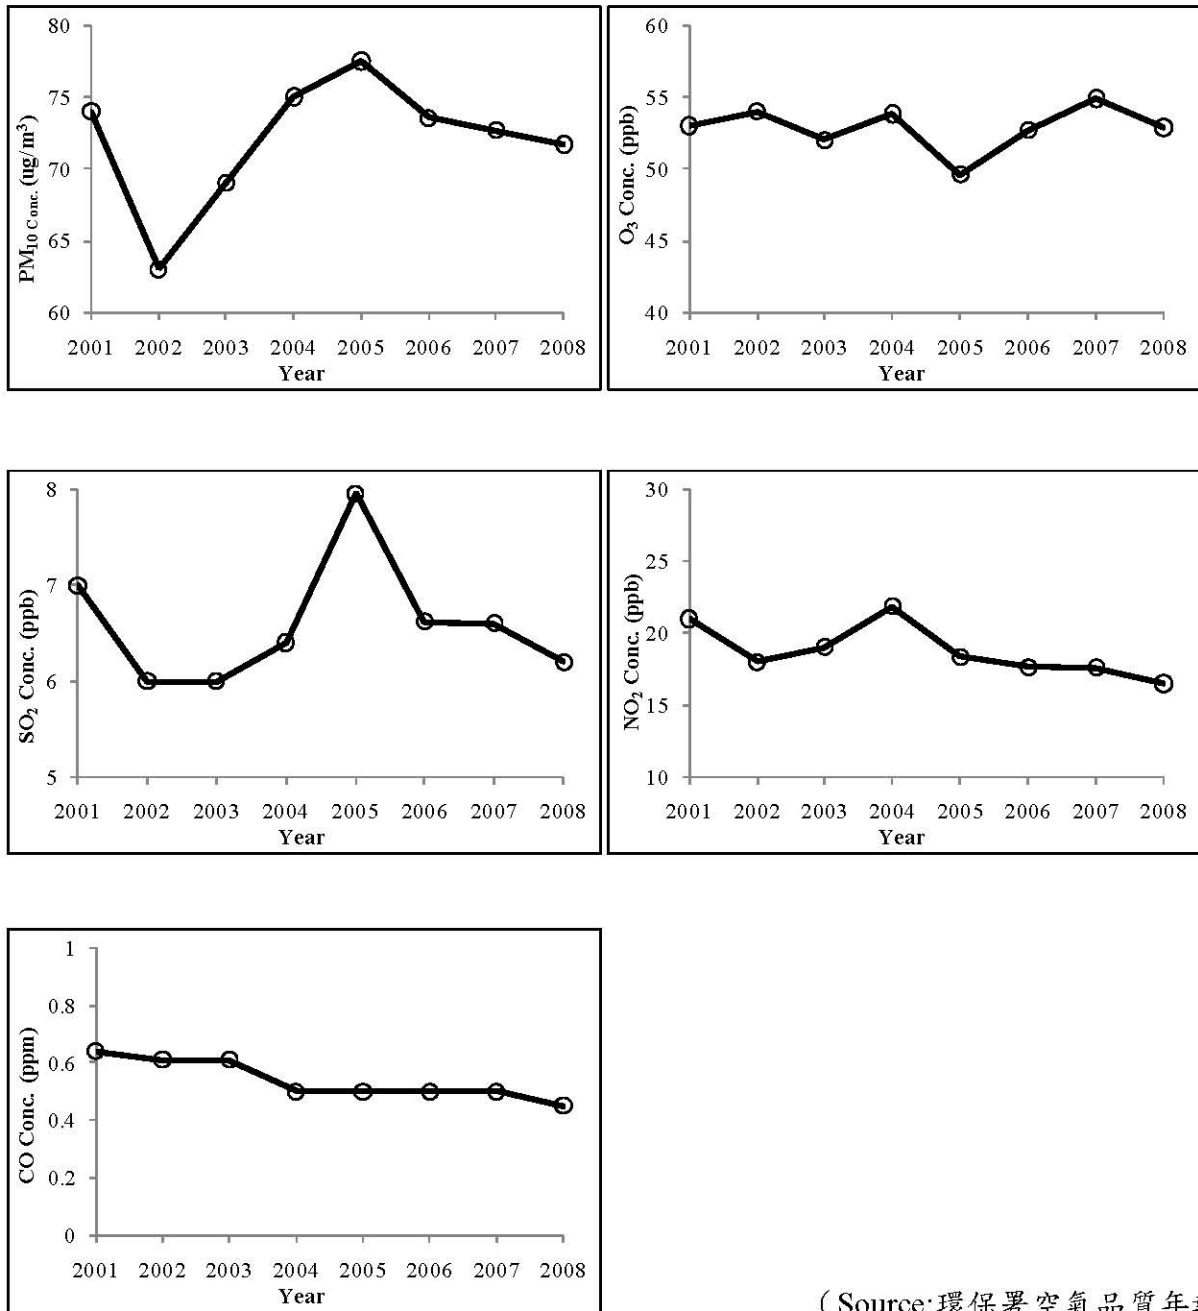 80
75
70
65
60
PM10 Conc. (ug/m3)
2001 2002 2003 2004 2005 2006 2007 2008
Year
60
55
50
45
40
O3 Conc. (ppb)
2001 2002 2003 2004 2005 2006 2007 2008
Year
8
7
6
5
SO2 Conc. (ppb)
2001 2002 2003 2004 2005 2006 2007 2008
Year
30
25
20
15
10
NO2 Conc. (ppb)
2001 2002 2003 2004 2005 2006 2007 2008
Year
1
0.8
0.6
0.4
0.2
0
CO Conc. (ppm)
2001 2002 2003 2004 2005 2006 2007 2008
Year
(Source:環保署空氣品質年